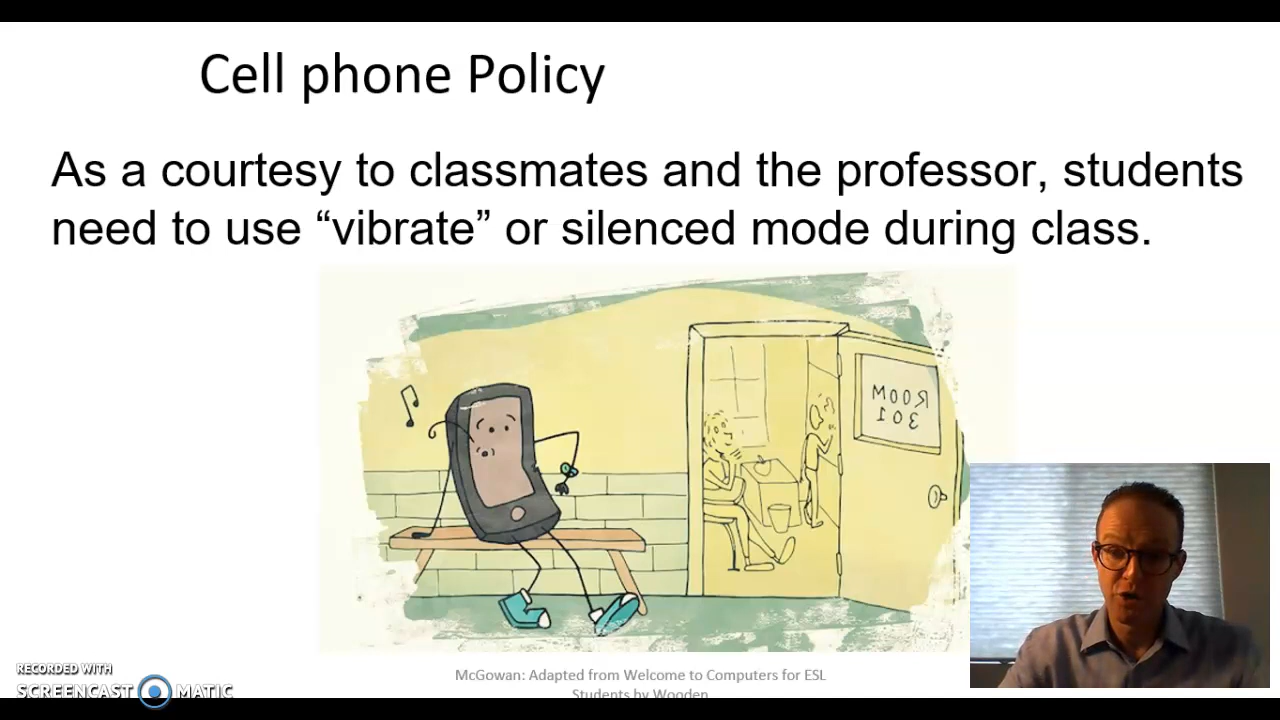 Cell phone Policy
As a courtesy to classmates and the professor, students
need to use “vibrate” or silenced mode during class.
ROOM
103
RECORDED WITH
SCREENCAST MATIC
McGowan: Adapted from Welcome to Computers for ESL
Students by Wooden